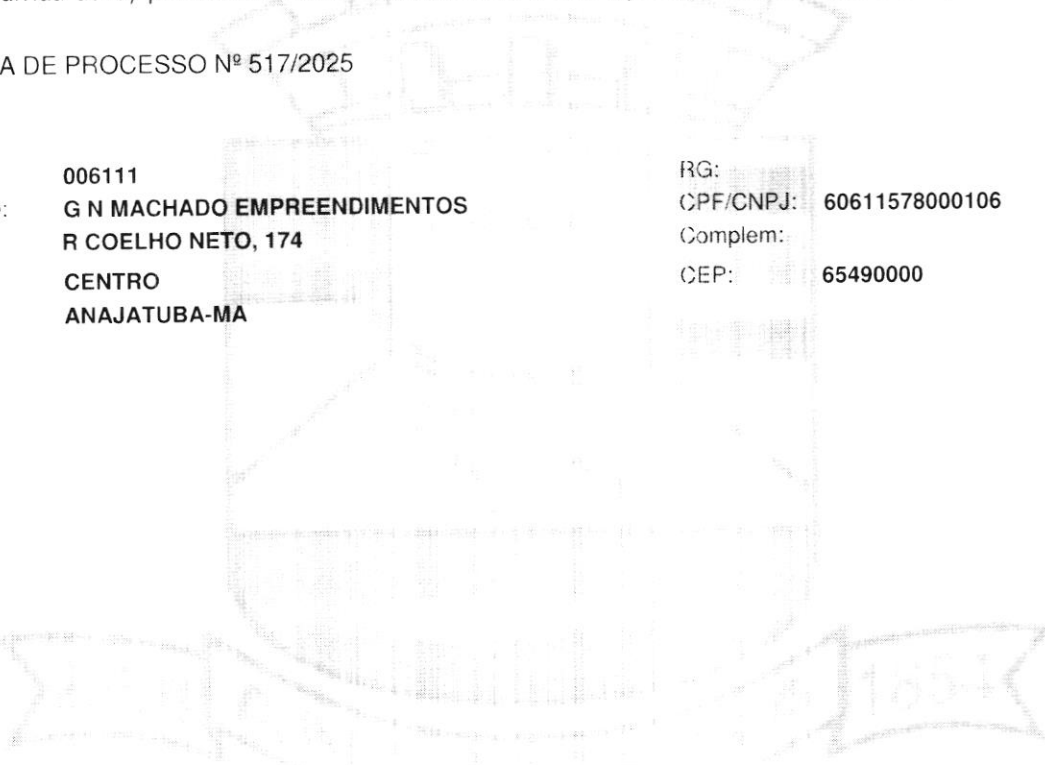 A DE PROCESSO Nº 517/2025
006111
RG:
G N MACHADO EMPREENDIMENTOS
CPF/CNPJ: 60611578000106
R COELHO NETO, 174
Complem:
CENTRO
CEP: 65490000
ANAJATUBA-MA
1854